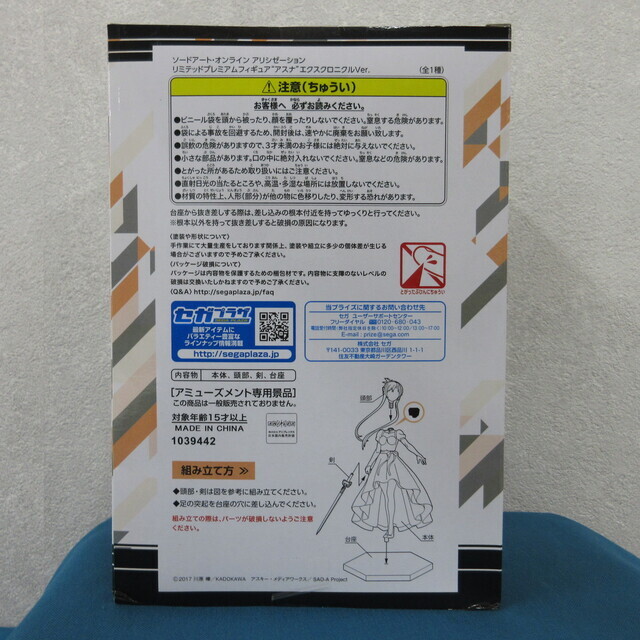 ソードアート・オンライン アリシゼーション
リミテッドプレミアムフィギュア"アスナ"エクスクロニクルVer.
(全1種)
⚠注意(ちゅうい)
お客様へ 必ずお読みください。
●ビニール袋を頭から被ったり、顔を覆ったりしないでください。窒息する危険があります。
●袋による事故を回避するため、開封後は、速やかに廃棄をお願い致します。
●誤飲の危険がありますので、3才未満のお子様には絶対に与えないでください。
●小さな部品があります。口の中に絶対入れないでください。窒息などの危険があります。
●とがった所があるため取り扱いにはご注意ください。
●直射日光の当たるところや、高温・多湿な場所には放置しないでください。
●材質の特性上、人形(部分)が他の物に色移りしたり、変形する恐れがあります。
台座から抜き差しする際は、差し込みの根本付近を持ってゆっくりと行ってください。
※根本以外を持って抜き差しすると破損の原因になります。
(塗装や形状について)
手作業にて大量生産をしております関係上、塗装や組立に多少の個体差が生じる
場合がございますので予めご了承ください。
(パッケージ破損について)
パッケージは内容物を保護するための梱包材です。内容物に支障のないレベルの
破損は交換いたしかねますので予めご了承ください。
(Q&A) http://segaplaza.jp/faq
とがったぶひんにちゅうい
セガプラザ
最新アイテムに
バラエティー豊富な
ラインナップ情報満載
http://segaplaza.jp/
当プライズに関するお問い合わせ先
セガ ユーザーサポートセンター
フリーダイヤル 0120-680-043
E-mail : prize@sega.com
株式会社 セガ
〒141-0033 東京都品川区西品川 1-1-1
住友不動産大崎ガーデンタワー
内容物 本体、頭部、剣、台座
[アミューズメント専用景品]
この商品は一般販売されておりません。
対象年齢15才以上
MADE IN CHINA
1039442
組み立て方 >>
◆頭部・剣は図を参考に組み立てください。
◆足の突起を台座の穴に差し込んでください。
組み立ての際は、パーツが破損しないようご注意
ください。
頭部
剣
本体
台座
©2017 川原 礫/KADOKAWA アスキー・メディアワークス/SAO-A Project